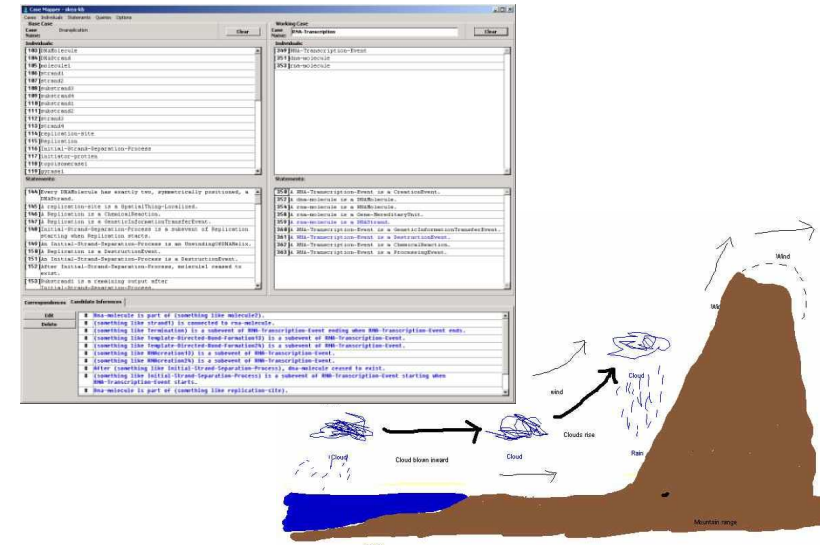 Case Mapper - 
Cases Individuals Statements Queries Options
Base Case
Case Name:
Clear
Individuals:
[103]DNAMolecule
[104]DNAStrand
[105]molecule1
[106]strand1
[107]strand2
[108]substrand3
[109]substrand4
[110]substrand1
[111]substrand2
[112]strand3
[113]strand4
[114]replication-site
[115]Replication
[116]Initial-Strand-Separation-Process
[117]initiator-protien
[118]topoisomerase1
[119]gyrase1
Statements:
[144]Every DNAMolecule has exactly two, symmetrically positioned, a
DNAStrand.
[145]A replication-site is a SpatialThing-Localized.
[146]A Replication is a ChemicalReaction.
[147]A Replication is a GeneticInformationTransferEvent.
[148]Initial-Strand-Separation-Process is a subevent of Replication
starting when Replication starts.
[149]An Initial-Strand-Separation-Process is an UnwindingOfDNAHelix.
[150]A Replication is a DestructionEvent.
[151]An Initial-Strand-Separation-Process is a DestructionEvent.
[152]After Initial-Strand-Separation-Process, molecule1 ceased to
exist.
[153]Substrand1 is a remaining output after
Initial-Strand-Separation-Process.
Working Case
Case Name: RNA-Transcription
Clear
Individuals:
[349]RNA-Transcription-Event
[351]dna-molecule
[353]rna-molecule
Statements:
[350]A RNA-Transcription-Event is a CreationEvent.
[352]A dna-molecule is a DNAMolecule.
[354]A rna-molecule is a RNAMolecule.
A rna-molecule is a Gene-HereditaryUnit.
A rna-molecule is a DNAStrand.
[360]A RNA-Transcription-Event is a GeneticInformationTransferEvent.
[361]A RNA-Transcription-Event is a DestructionEvent.
[362]A RNA-Transcription-Event is a ChemicalReaction.
[363]A RNA-Transcription-Event is a ProcessingEvent.
Correspondences Candidate Inferences
Edit
Delete
Rna-molecule is part of (something like molecule2).
(something like strand1) is connected to rna-molecule.
(something like Termination) is a subevent of RNA-Transcription-Event ending when RNA-Transcription-Event ends.
(something like Template-Directed-Bond-Formation12) is a subevent of RNA-Transcription-Event.
(something like Template-Directed-Bond-Formation24) is a subevent of RNA-Transcription-Event.
(something like RNAcreation12) is a subevent of RNA-Transcription-Event.
(something like RNAcreation24) is a subevent of RNA-Transcription-Event.
After (something like Initial-Strand-Separation-Process), dna-molecule ceased to exist.
(something like Initial-Strand-Separation-Process) is a subevent of RNA-Transcription-Event starting when
RNA-Transcription-Event starts.
Dna-molecule is part of (something like replication-site).
Wind
Cloud
wind
Clouds rise
Rain
Cloud
Cloud blown inward
Cloud
Mountain range